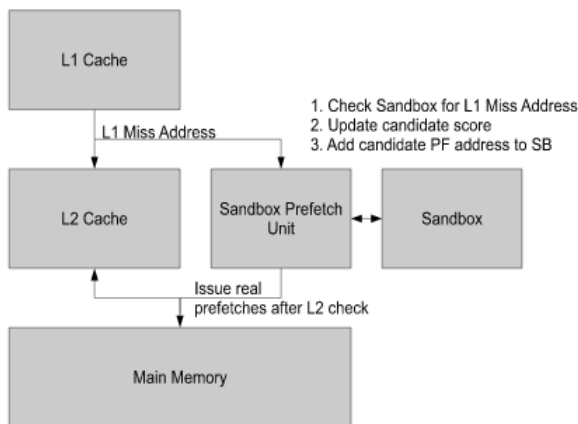 L1 Cache
1. Check Sandbox for L1 Miss Address
2. Update candidate score
3. Add candidate PF address to SB
L1 Miss Address
L2 Cache
Sandbox Prefetch
Unit
Sandbox
Issue real
prefetches after L2 check
Main Memory